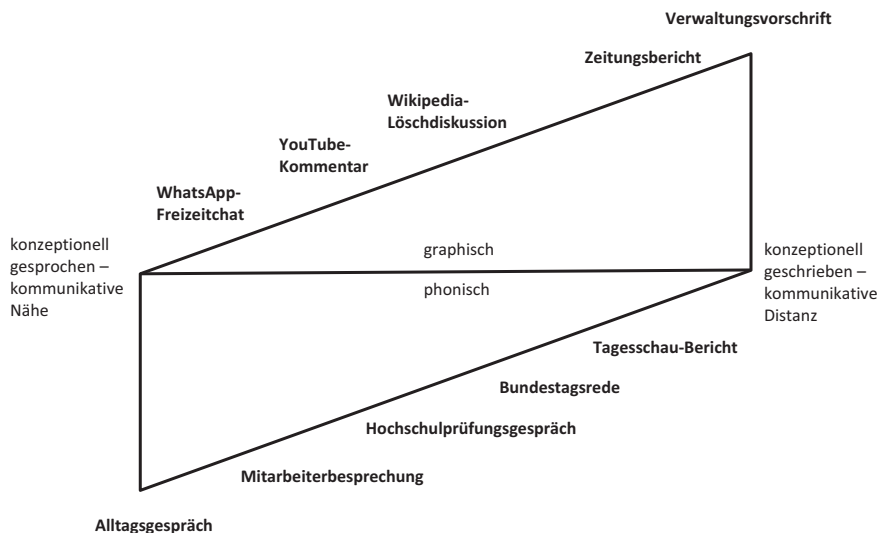 Verwaltungsvorschrift
Zeitungsbericht
Wikipedia-
Löschdiskussion
YouTube-
Kommentar
WhatsApp-
Freizeitchat
konzeptionell
gesprochen –
kommunikative
Nähe
graphisch
phonisch
konzeptionell
geschrieben –
kommunikative
Distanz
Tagesschau-Bericht
Bundestagsrede
Hochschulprüfungsgespräch
Mitarbeiterbesprechung
Alltagsgespräch